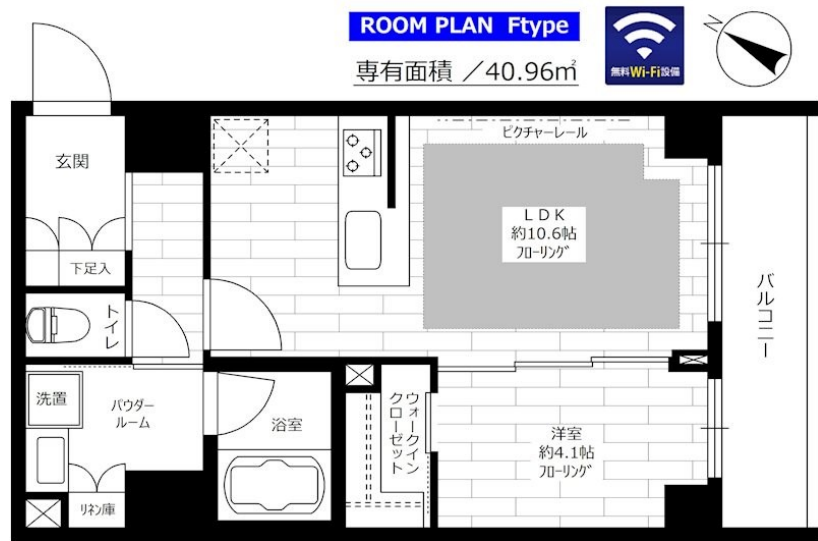 ROOM PLAN Ftype
専有面積 ／40.96㎡
無料Wi-Fi設備
N
玄関
下足入
トイレ
洗置
パウダー
ルーム
リネン庫
浴室
ウォークイン
クローゼット
ピクチャーレール
ＬＤＫ
約10.6帖
ﾌﾛｰﾘﾝｸﾞ
洋室
約4.1帖
ﾌﾛｰﾘﾝｸﾞ
バルコニー